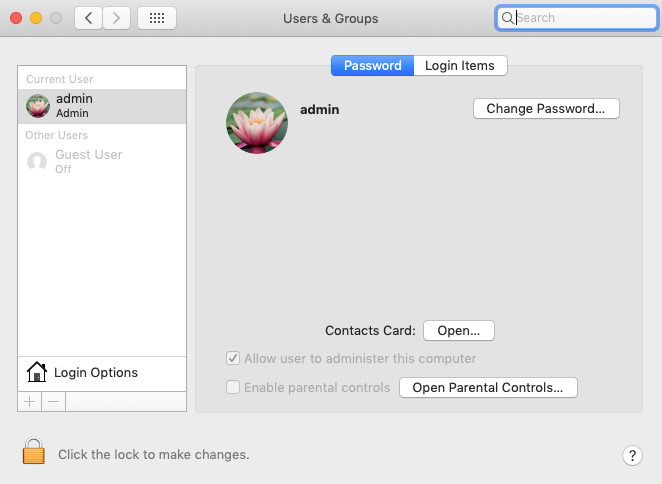 Users & Groups
Search
Password
Login Items
Current User
admin
Admin
Other Users
Guest User
Off
Login Options
admin
Change Password...
Contacts Card:
Open...
Allow user to administer this computer
Enable parental controls
Open Parental Controls...
Click the lock to make changes.
?